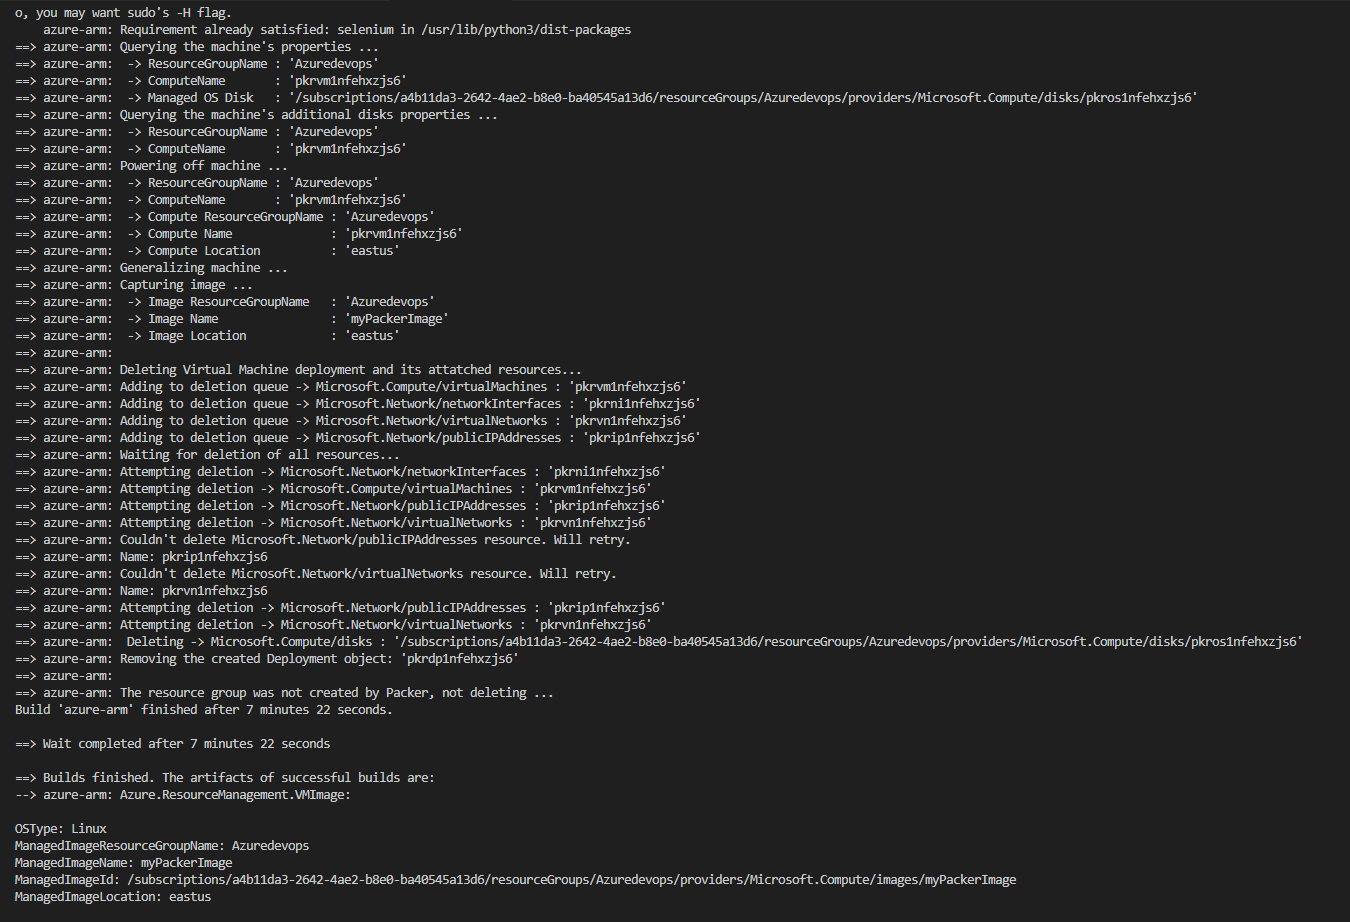 o, you may want sudo's -H flag.
    azure-arm: Requirement already satisfied: selenium in /usr/lib/python3/dist-packages
==> azure-arm: Querying the machine's properties ...
==> azure-arm:  -> ResourceGroupName : 'Azuredevops'
==> azure-arm:  -> ComputeName       : 'pkrvm1nfehxzjs6'
==> azure-arm:  -> Managed OS Disk   : '/subscriptions/a4b11da3-2642-4ae2-b8e0-ba40545a13d6/resourceGroups/Azuredevops/providers/Microsoft.Compute/disks/pkros1nfehxzjs6'
==> azure-arm: Querying the machine's additional disks properties ...
==> azure-arm:  -> ResourceGroupName : 'Azuredevops'
==> azure-arm:  -> ComputeName       : 'pkrvm1nfehxzjs6'
==> azure-arm: Powering off machine ...
==> azure-arm:  -> ResourceGroupName : 'Azuredevops'
==> azure-arm:  -> ComputeName       : 'pkrvm1nfehxzjs6'
==> azure-arm:  -> Compute ResourceGroupName : 'Azuredevops'
==> azure-arm:  -> Compute Name              : 'pkrvm1nfehxzjs6'
==> azure-arm:  -> Compute Location          : 'eastus'
==> azure-arm: Generalizing machine ...
==> azure-arm: Capturing image ...
==> azure-arm:  -> Image ResourceGroupName   : 'Azuredevops'
==> azure-arm:  -> Image Name                : 'myPackerImage'
==> azure-arm:  -> Image Location            : 'eastus'
==> azure-arm:
==> azure-arm: Deleting Virtual Machine deployment and its attatched resources...
==> azure-arm: Adding to deletion queue -> Microsoft.Compute/virtualMachines : 'pkrvm1nfehxzjs6'
==> azure-arm: Adding to deletion queue -> Microsoft.Network/networkInterfaces : 'pkrni1nfehxzjs6'
==> azure-arm: Adding to deletion queue -> Microsoft.Network/virtualNetworks : 'pkrvn1nfehxzjs6'
==> azure-arm: Adding to deletion queue -> Microsoft.Network/publicIPAddresses : 'pkrip1nfehxzjs6'
==> azure-arm: Waiting for deletion of all resources...
==> azure-arm: Attempting deletion -> Microsoft.Network/networkInterfaces : 'pkrni1nfehxzjs6'
==> azure-arm: Attempting deletion -> Microsoft.Compute/virtualMachines : 'pkrvm1nfehxzjs6'
==> azure-arm: Attempting deletion -> Microsoft.Network/publicIPAddresses : 'pkrip1nfehxzjs6'
==> azure-arm: Attempting deletion -> Microsoft.Network/virtualNetworks : 'pkrvn1nfehxzjs6'
==> azure-arm: Couldn't delete Microsoft.Network/publicIPAddresses resource. Will retry.
==> azure-arm: Name: pkrip1nfehxzjs6
==> azure-arm: Couldn't delete Microsoft.Network/virtualNetworks resource. Will retry.
==> azure-arm: Name: pkrvn1nfehxzjs6
==> azure-arm: Attempting deletion -> Microsoft.Network/publicIPAddresses : 'pkrip1nfehxzjs6'
==> azure-arm: Attempting deletion -> Microsoft.Network/virtualNetworks : 'pkrvn1nfehxzjs6'
==> azure-arm:  Deleting -> Microsoft.Compute/disks : '/subscriptions/a4b11da3-2642-4ae2-b8e0-ba40545a13d6/resourceGroups/Azuredevops/providers/Microsoft.Compute/disks/pkros1nfehxzjs6'
==> azure-arm: Removing the created Deployment object: 'pkrdp1nfehxzjs6'
==> azure-arm:
==> azure-arm: The resource group was not created by Packer, not deleting ...
Build 'azure-arm' finished after 7 minutes 22 seconds.

==> Wait completed after 7 minutes 22 seconds

==> Builds finished. The artifacts of successful builds are:
--> azure-arm: Azure.ResourceManagement.VMImage:

OSType: Linux
ManagedImageResourceGroupName: Azuredevops
ManagedImageName: myPackerImage
ManagedImageId: /subscriptions/a4b11da3-2642-4ae2-b8e0-ba40545a13d6/resourceGroups/Azuredevops/providers/Microsoft.Compute/images/myPackerImage
ManagedImageLocation: eastus